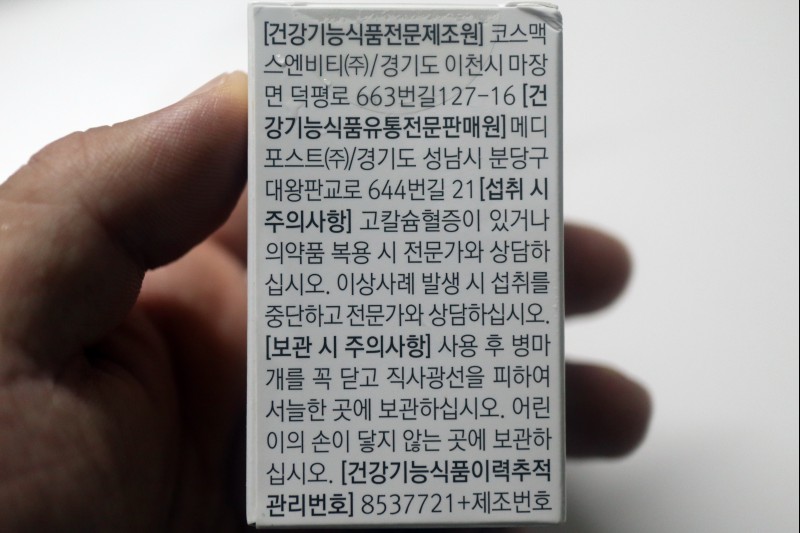 [건강기능식품전문제조원] 코스맥
스엔비티㈜/경기도 이천시 마장
면 덕평로 663번길127-16 [건
강기능식품유통전문판매원] 메디
포스트㈜/경기도 성남시 분당구
대왕판교로 644번길 21 [섭취 시
주의사항] 고칼슘혈증이 있거나
의약품 복용 시 전문가와 상담하
십시오. 이상사례 발생 시 섭취를
중단하고 전문가와 상담하십시오.
[보관 시 주의사항] 사용 후 병마
개를 꼭 닫고 직사광선을 피하여
서늘한 곳에 보관하십시오. 어린
이의 손이 닿지 않는 곳에 보관하
십시오. [건강기능식품이력추적
관리번호] 8537721+제조번호